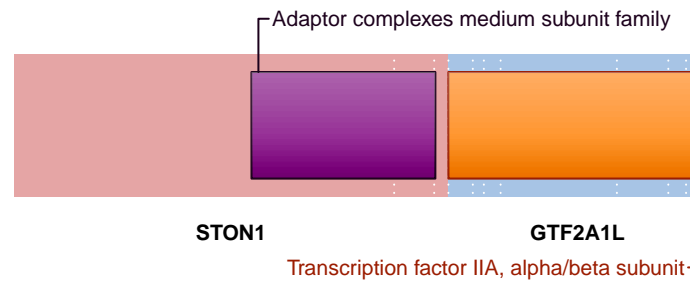 Adaptor complexes medium subunit family
STON1
GTF2A1L
Transcription factor IIA, alpha/beta subunit